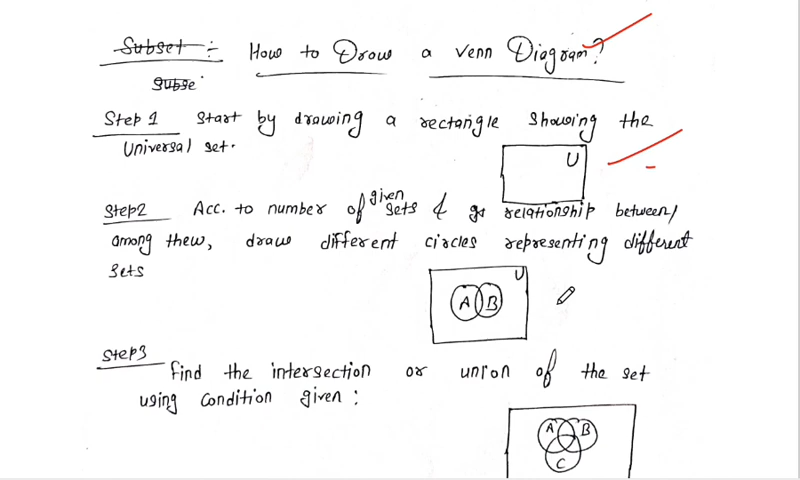 Subset :- How to Draw a Venn Diagram?
Subse
Step 1 Start by drawing a rectangle showing the
Universal set.
U
Step2 Acc. to number of given sets & relationship between/
among them, draw different circles representing different
sets
U
A B
Step3
Find the intersection or union of the set
using Condition given:
A B
C